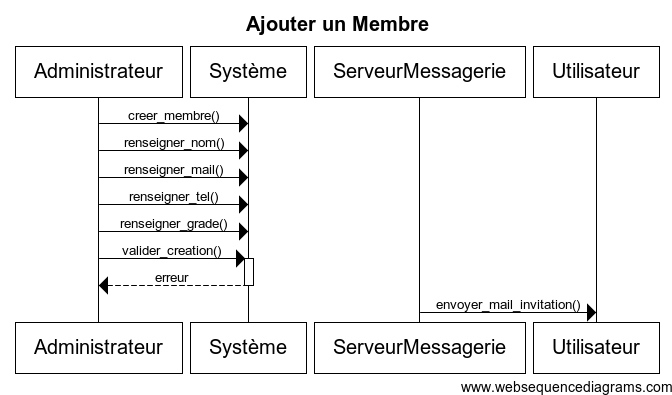 Ajouter un Membre
Administrateur Système ServeurMessagerie Utilisateur
creer_membre()
renseigner_nom()
renseigner_mail()
renseigner_tel()
renseigner_grade()
valider_creation()
erreur
envoyer_mail_invitation()
Administrateur Système ServeurMessagerie Utilisateur
www.websequencediagrams.com